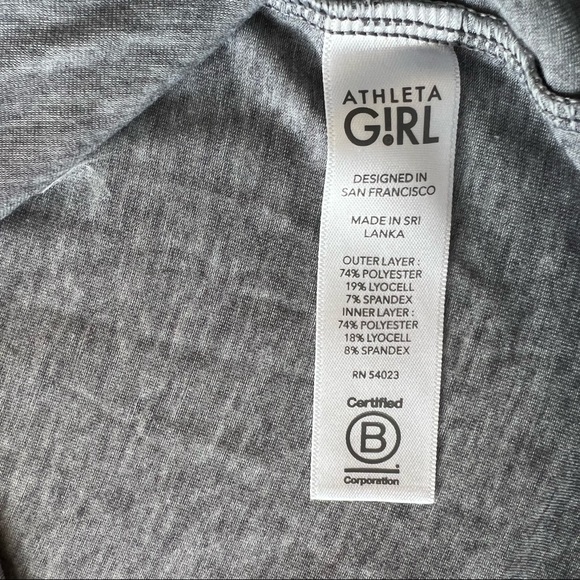 ATHLETA
G!RL
DESIGNED IN
SAN FRANCISCO
MADE IN SRI
LANKA
OUTER LAYER :
74% POLYESTER
19% LYOCELL
7% SPANDEX
INNER LAYER :
74% POLYESTER
18% LYOCELL
8% SPANDEX
RN 54023
Certified
B
Corporation